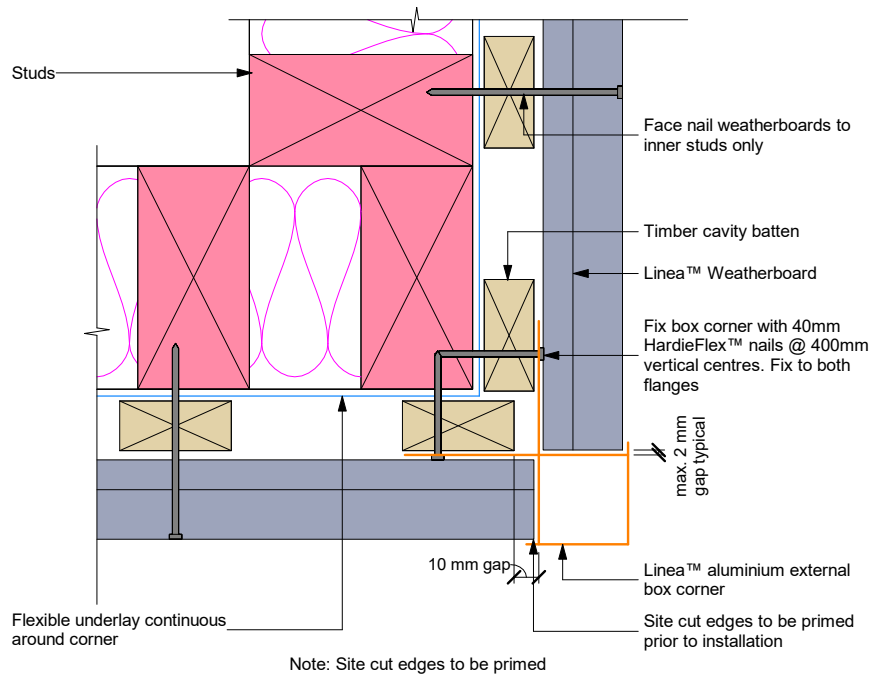 Studs
Face nail weatherboards to
inner studs only
Timber cavity batten
Linea™ Weatherboard
Fix box corner with 40mm
HardieFlex™ nails @ 400mm
vertical centres. Fix to both
flanges
max. 2 mm
gap typical
10 mm gap
Linea™ aluminium external
box corner
Flexible underlay continuous
around corner
Site cut edges to be primed
prior to installation
Note: Site cut edges to be primed